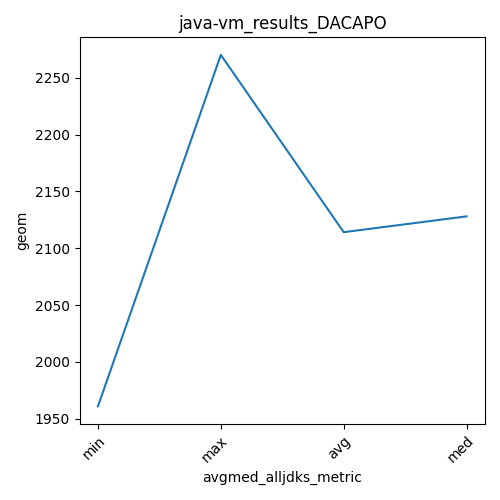 java-vm_results_DACAPO
2250
2200
2150
2100
2050
2000
1950
geom
min
max
avg
med
avgmed_alljdks_metric